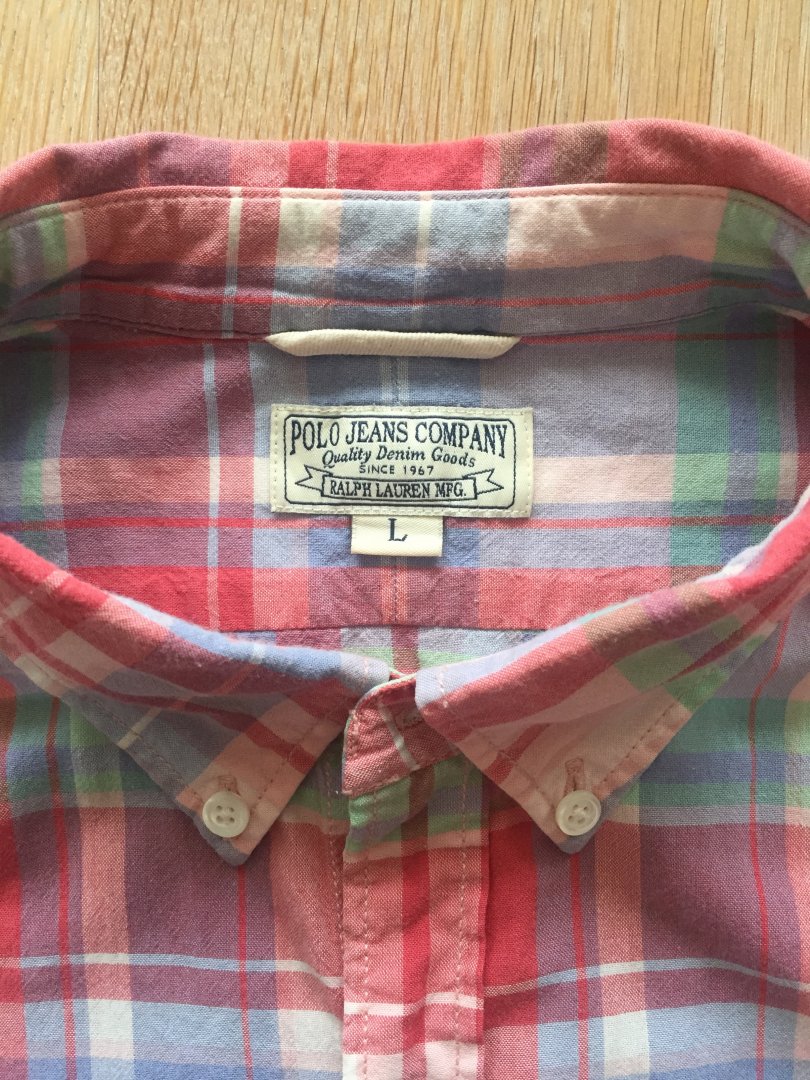 POLO JEANS COMPANY
Quality Denim Goods
SINCE 1967
RALPH LAUREN MFG.
L